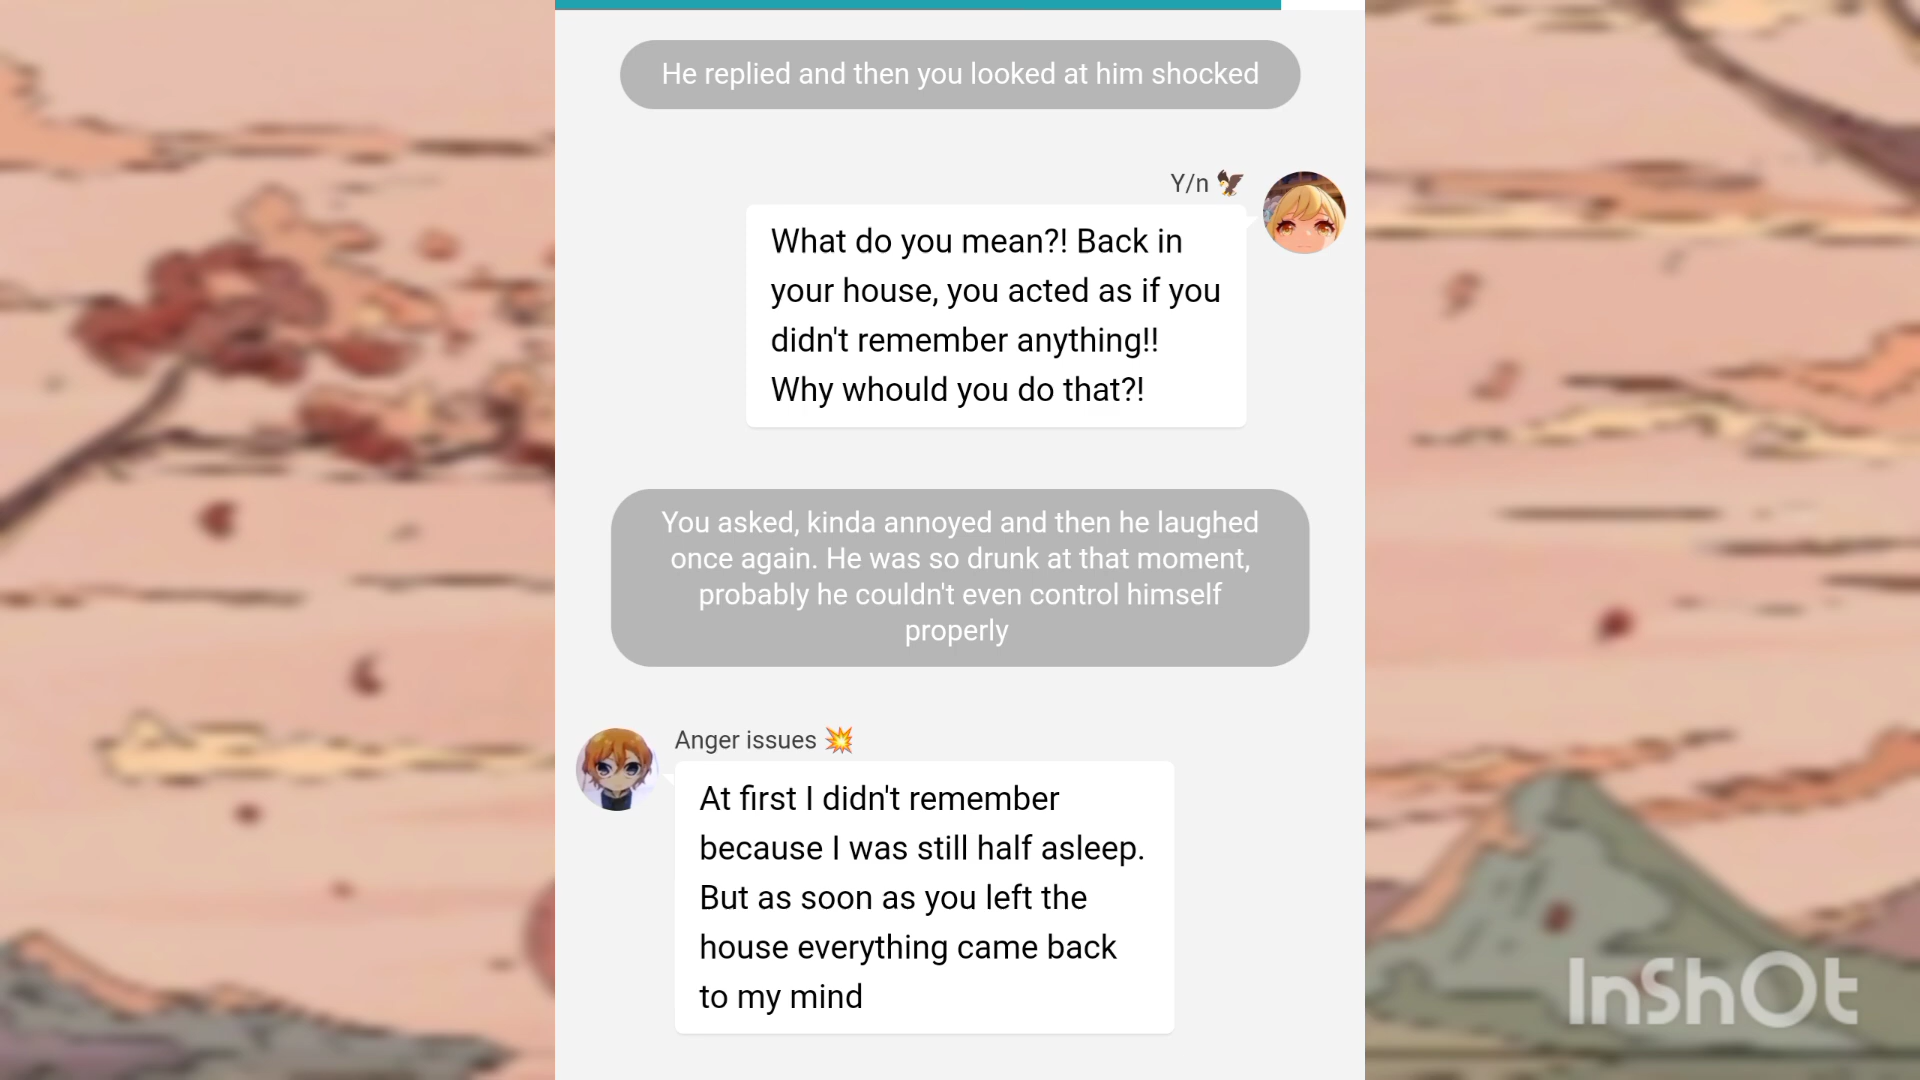 He replied and then you looked at him shocked
Y/n 🦅
What do you mean?! Back in
your house, you acted as if you
didn't remember anything!!
Why whould you do that?!
You asked, kinda annoyed and then he laughed
once again. He was so drunk at that moment,
probably he couldn't even control himself
properly
Anger issues 💥
At first I didn't remember
because I was still half asleep.
But as soon as you left the
house everything came back
to my mind
InShOt